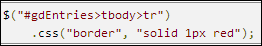 $("#gdEntries>tbody>tr")
    .css("border", "solid 1px red");